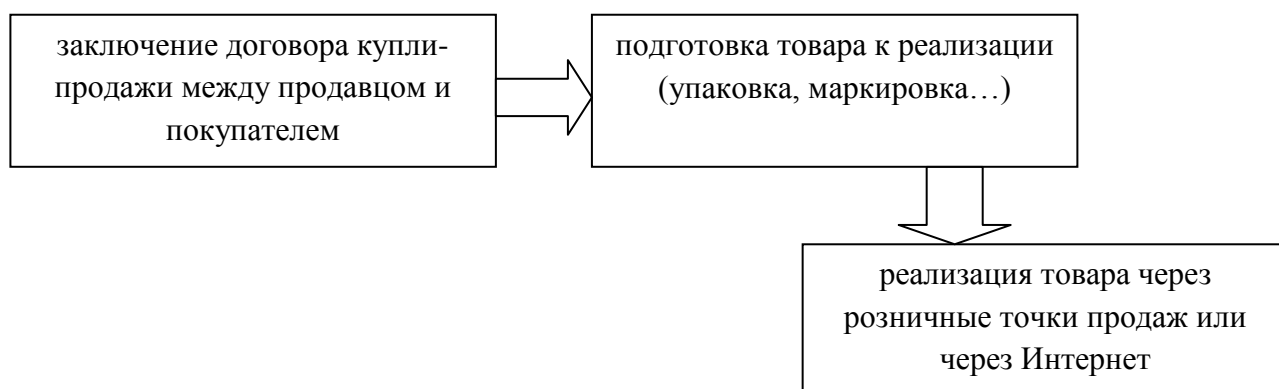 заключение договора купли-
продажи между продавцом и
покупателем
подготовка товара к реализации
(упаковка, маркировка…)
реализация товара через
розничные точки продаж или
через Интернет